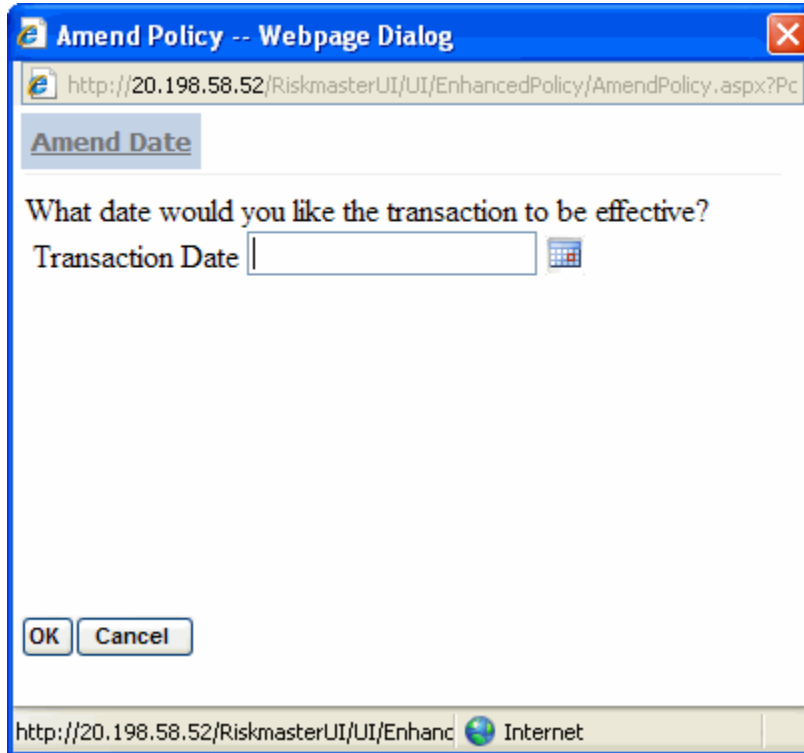 Amend Policy -- Webpage Dialog
http://20.198.58.52/RiskmasterUI/UI/EnhancedPolicy/AmendPolicy.aspx?Pc
Amend Date
What date would you like the transaction to be effective?
Transaction Date
OK Cancel
http://20.198.58.52/RiskmasterUI/UI/Enhanc Internet